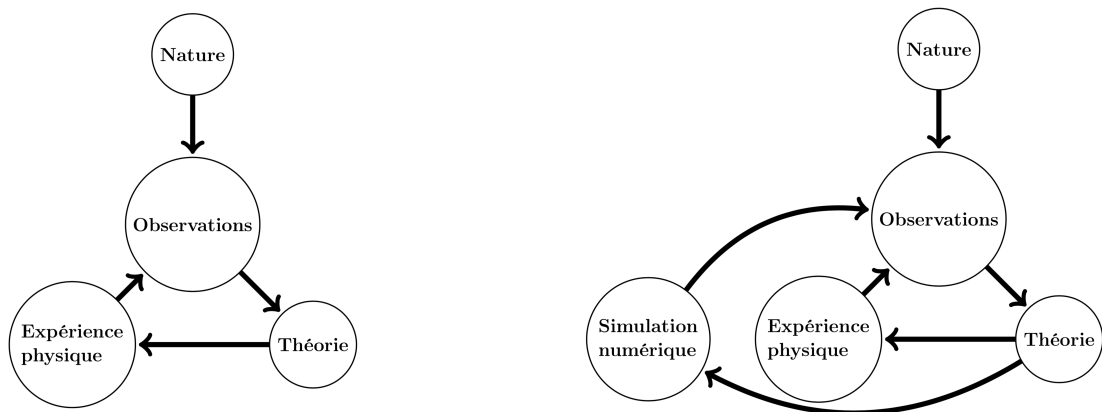 Nature
Observations
Expérience
physique
Théorie
Nature
Observations
Simulation
numérique
Expérience
physique
Théorie